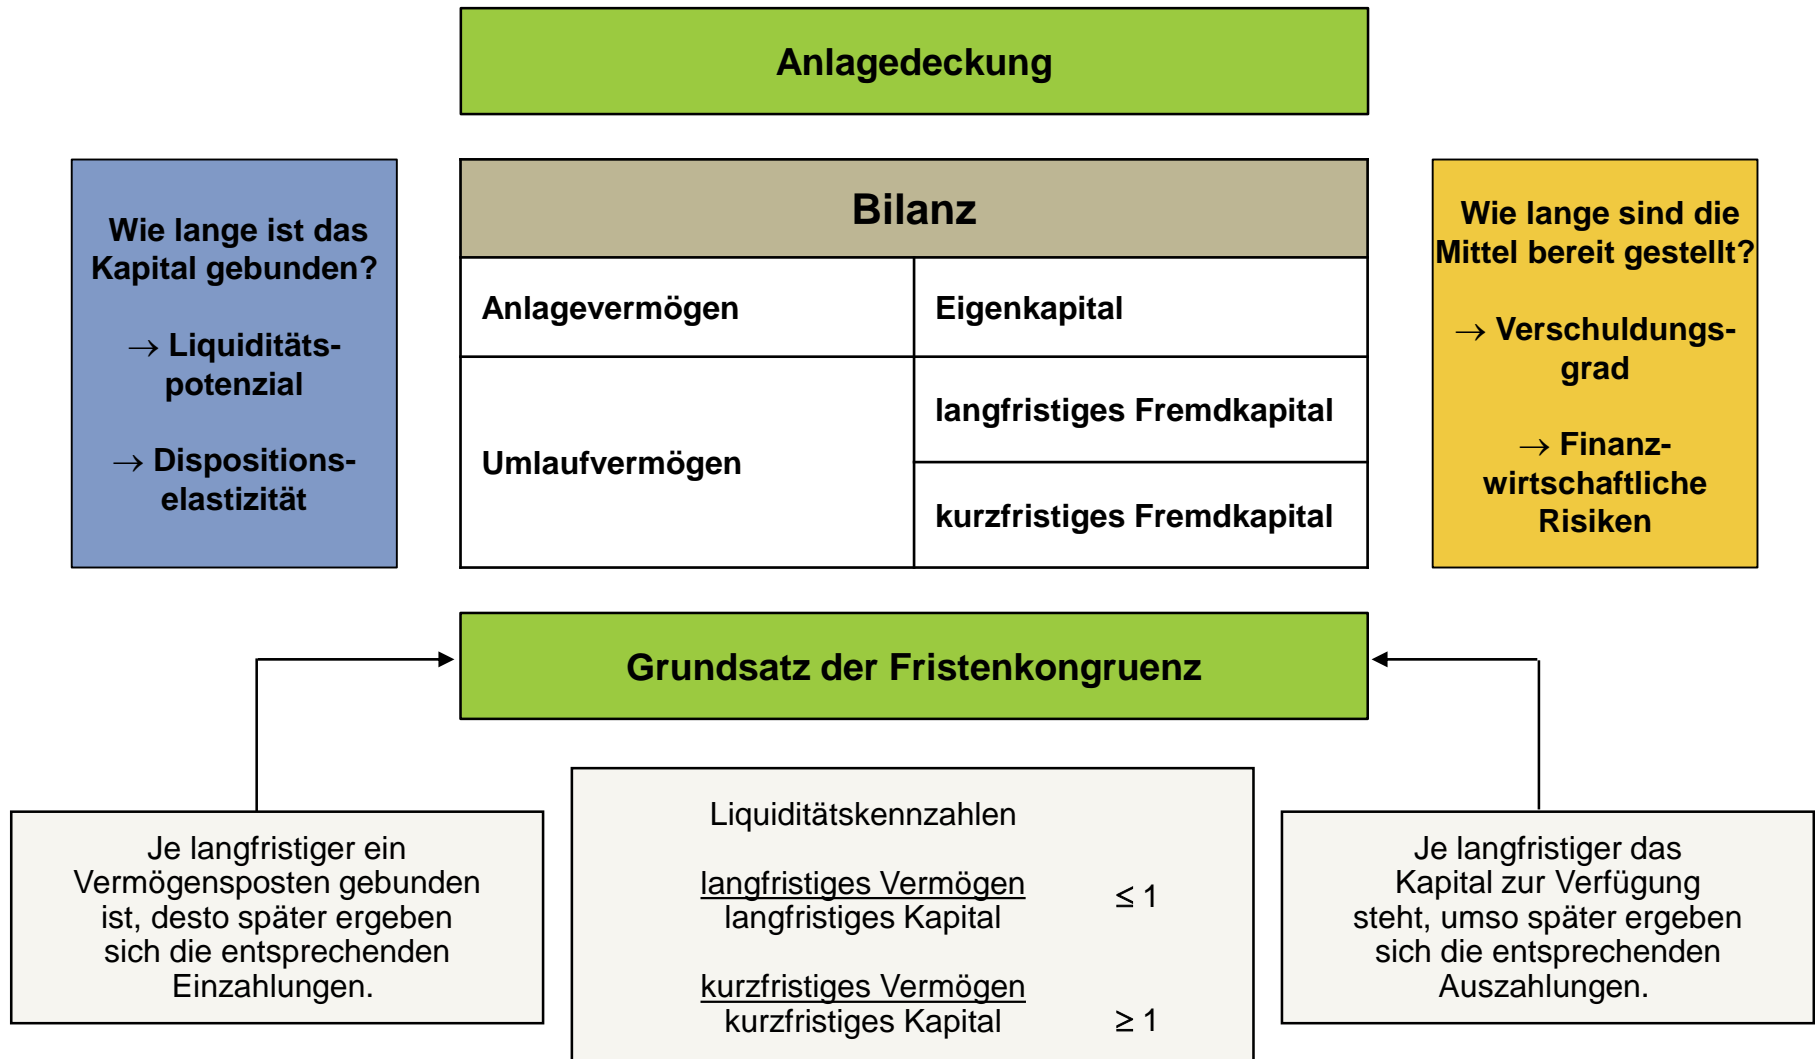 Anlagedeckung
Wie lange ist das
Kapital gebunden?
→ Liquiditäts-
potenzial
→ Dispositions-
elastizität
Bilanz
Anlagevermögen
Eigenkapital
Umlaufvermögen
langfristiges Fremdkapital
kurzfristiges Fremdkapital
Wie lange sind die
Mittel bereit gestellt?
→ Verschuldungs-
grad
→ Finanz-
wirtschaftliche
Risiken
Grundsatz der Fristenkongruenz
Je langfristiger ein
Vermögensposten gebunden
ist, desto später ergeben
sich die entsprechenden
Einzahlungen.
Liquiditätskennzahlen
langfristiges Vermögen
langfristiges Kapital ≤ 1
kurzfristiges Vermögen
kurzfristiges Kapital ≥ 1
Je langfristiger das
Kapital zur Verfügung
steht, umso später ergeben
sich die entsprechenden
Auszahlungen.